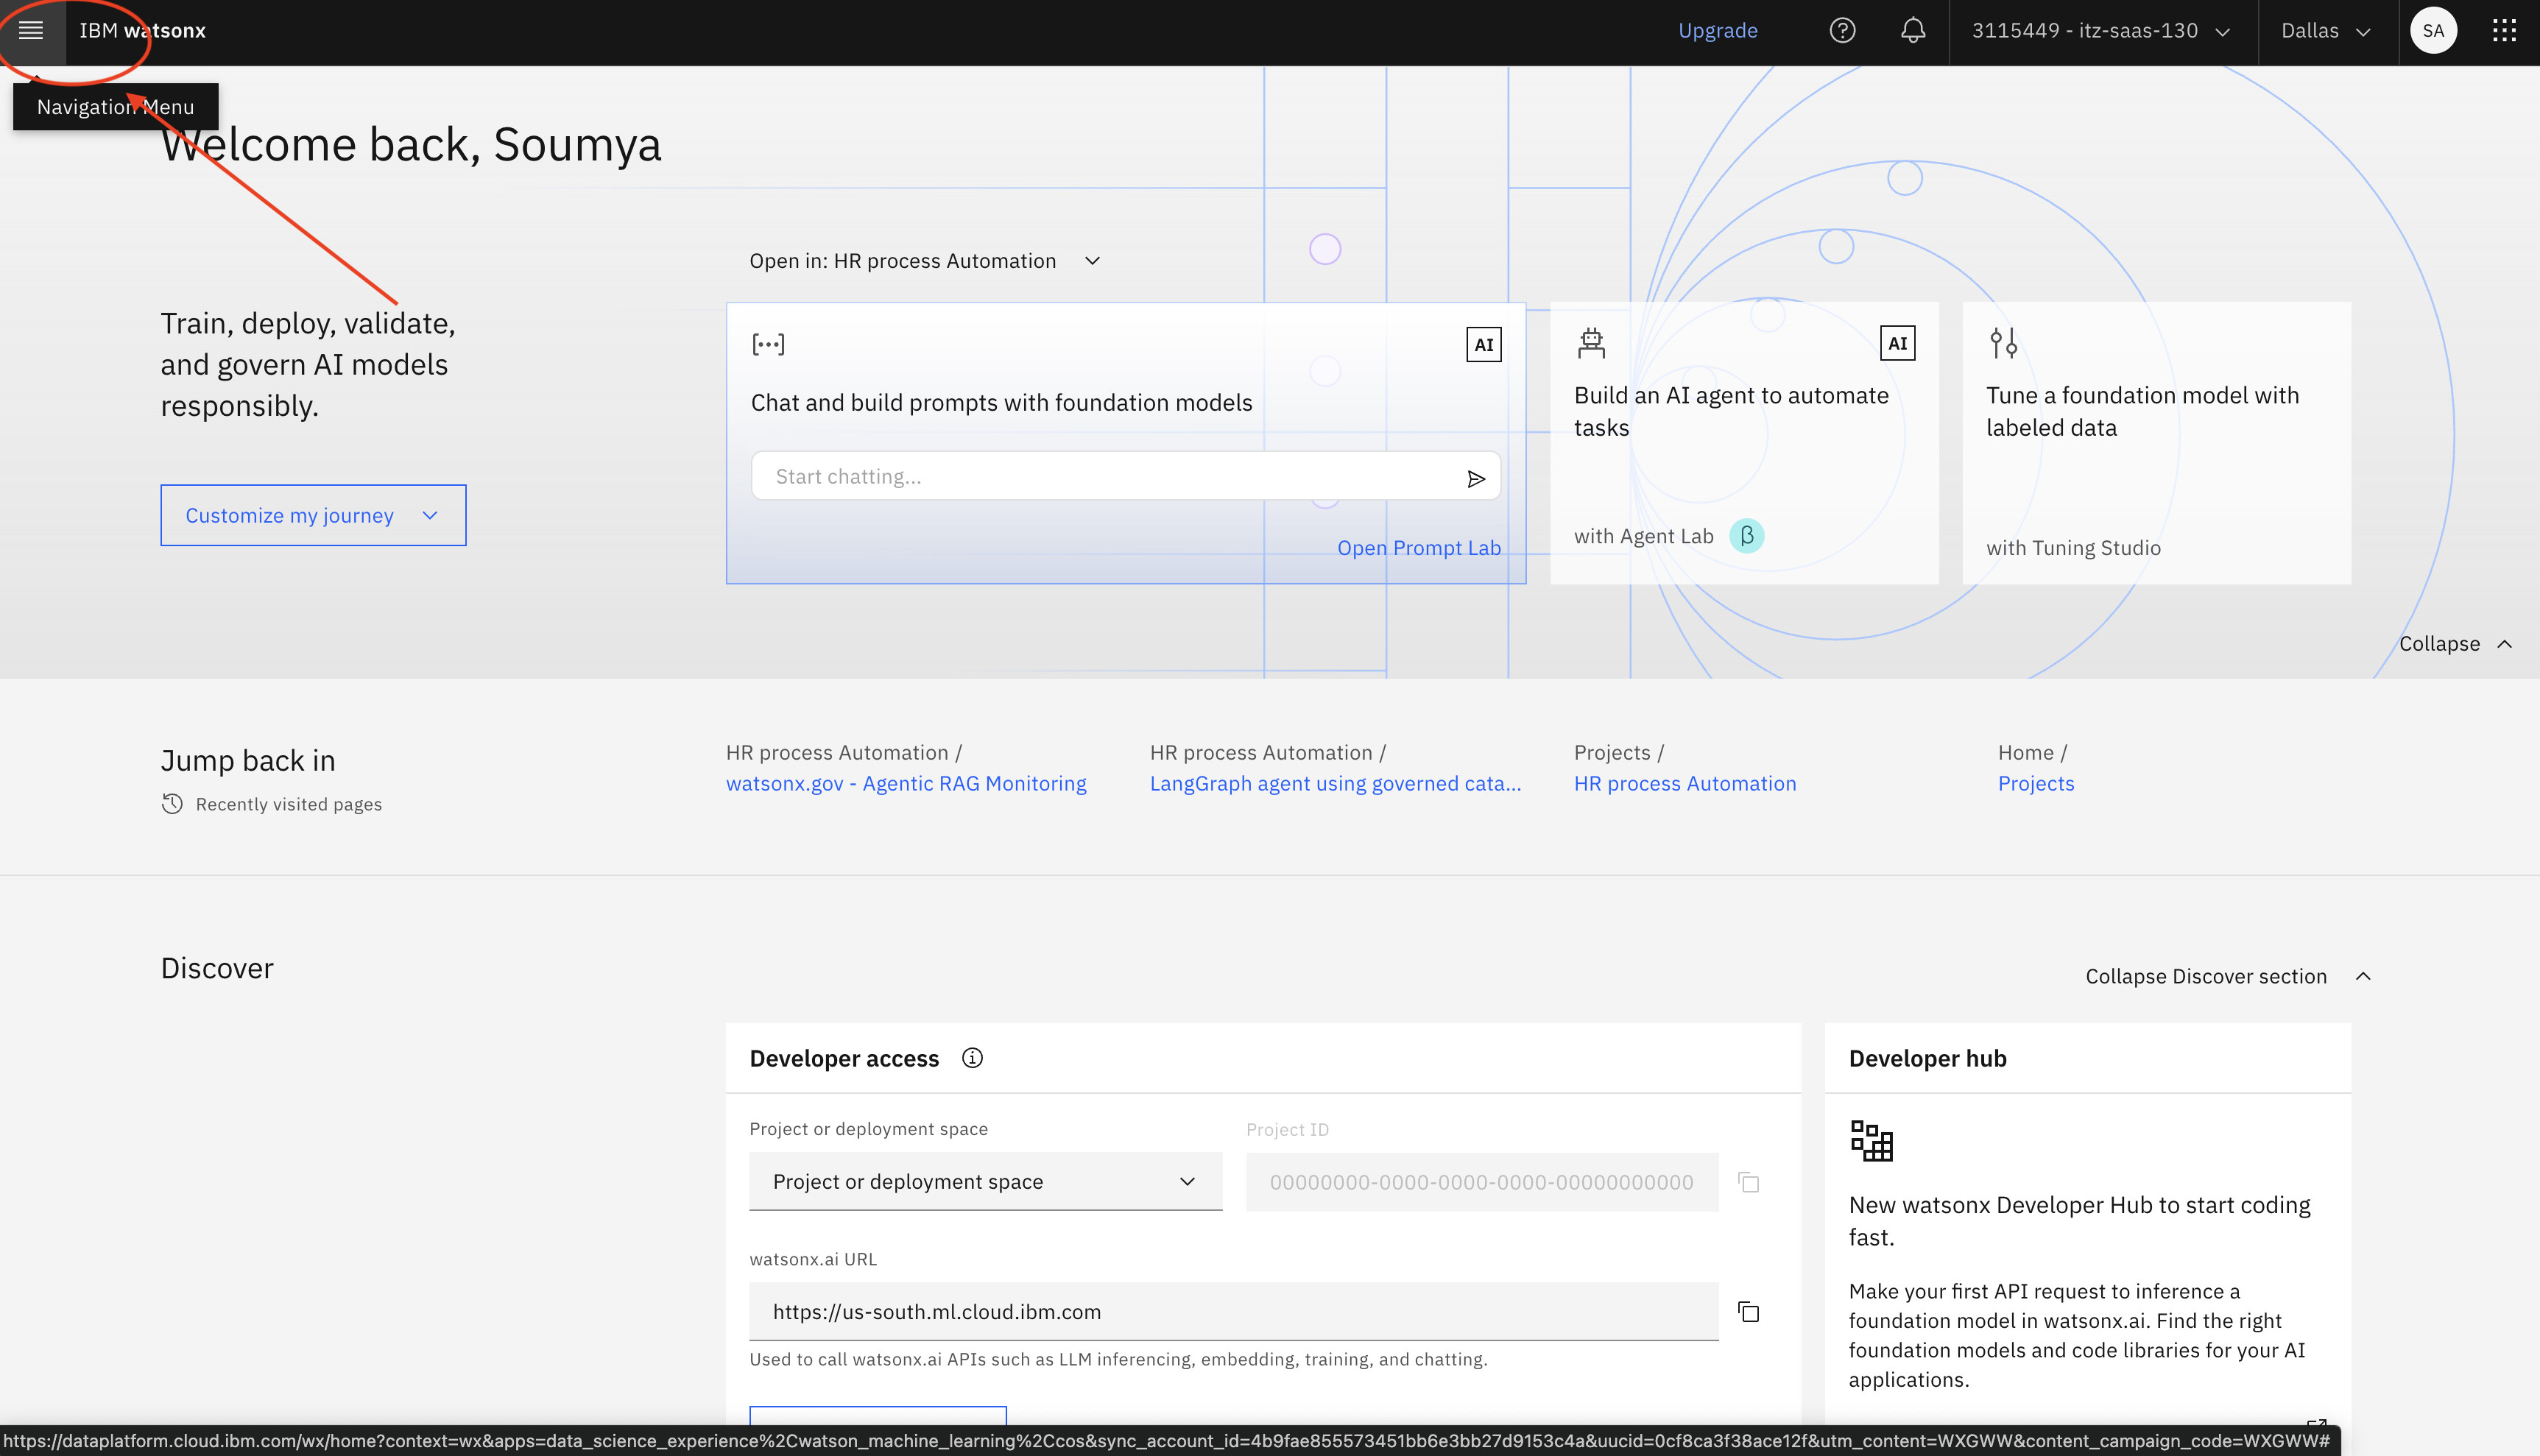 IBM watsonx
Upgrade
3115449 - itz-saas-130
Dallas
SA
Navigation Menu
Welcome back, Soumya
Train, deploy, validate,
and govern AI models
responsibly.
Customize my journey
Open in: HR process Automation
AI
Chat and build prompts with foundation models
Start chatting...
Open Prompt Lab
AI
Build an AI agent to automate
tasks
with Agent Lab β
Tune a foundation model with
labeled data
with Tuning Studio
Collapse
Jump back in
Recently visited pages
HR process Automation /
watsonx.gov - Agentic RAG Monitoring
HR process Automation /
LangGraph agent using governed cata...
Projects /
HR process Automation
Home /
Projects
Discover
Collapse Discover section
Developer access
Project or deployment space
Project or deployment space
Project ID
00000000-0000-0000-0000-00000000000
watsonx.ai URL
https://us-south.ml.cloud.ibm.com
Used to call watsonx.ai APIs such as LLM inferencing, embedding, training, and chatting.
Developer hub
New watsonx Developer Hub to start coding
fast.
Make your first API request to inference a
foundation model in watsonx.ai. Find the right
foundation models and code libraries for your AI
applications.
https://dataplatform.cloud.ibm.com/wx/home?context=wx&apps=data_science_experience%2Cwatson_machine_learning%2Ccos&sync_account_id=4b9fae855573451bb6e3bb27d9153c4a&uucid=0cf8ca3f38ace12f&utm_content=WXGWW&content_campaign_code=WXGWW#